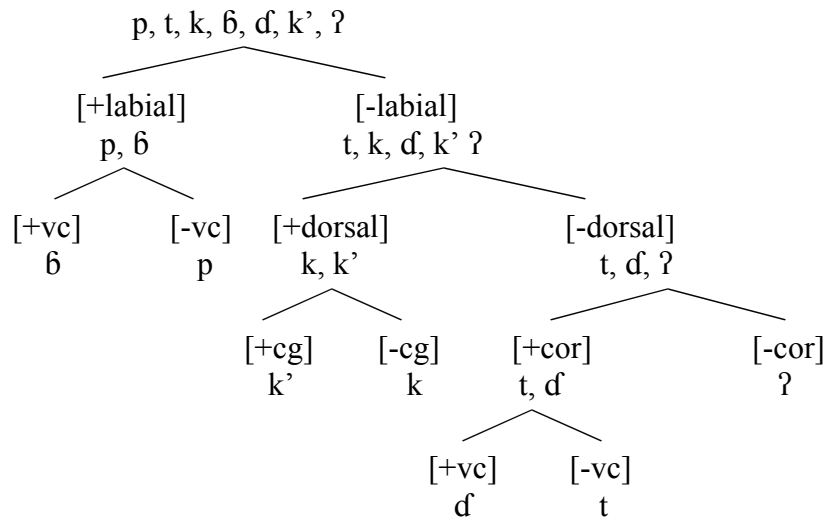 p, t, k, ɓ, ɗ, k’, ʔ
[+labial] [-labial]
p, ɓ t, k, ɗ, k’ ʔ
[+vc] [-vc] [+dorsal] [-dorsal]
ɓ p k, k’ t, ɗ, ʔ
[+cg] [-cg] [+cor] [-cor]
k’ k t, ɗ ʔ
[+vc] [-vc]
ɗ t